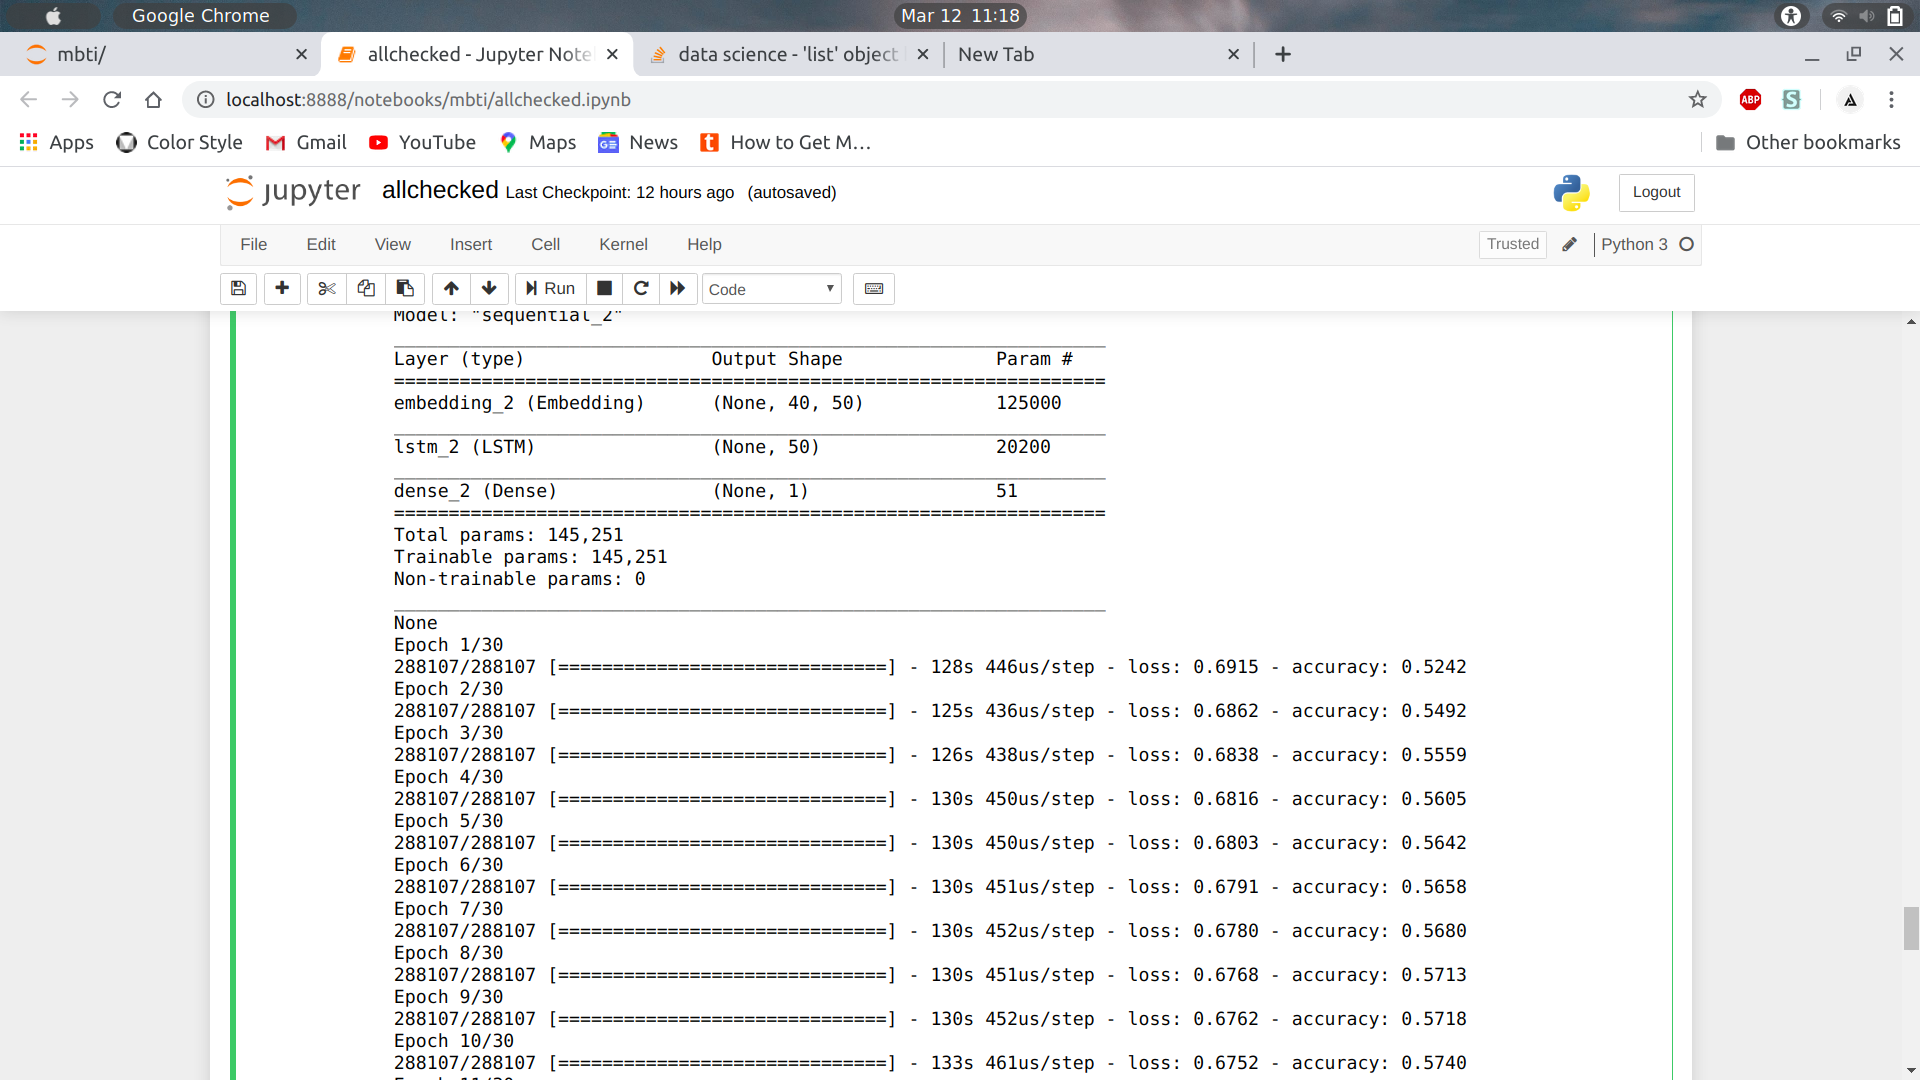 Google Chrome
Mar 12 11:18
mbti/
allchecked - Jupyter Note
data science - 'list' object
New Tab
localhost:8888/notebooks/mbti/allchecked.ipynb
ABP
S
Apps
Color Style
Gmail
YouTube
Maps
GE
News
t
How to Get M...
Other bookmarks
jupyter
allchecked Last Checkpoint: 12 hours ago (autosaved)
Logout
File Edit View Insert Cell Kernel Help
Trusted
Python 3
Run
Code
Model: "sequential_2"
Layer (type) Output Shape Param #
=================================================================
embedding_2 (Embedding) (None, 40, 50) 125000
lstm_2 (LSTM) (None, 50) 20200
dense_2 (Dense) (None, 1) 51
=================================================================
Total params: 145,251
Trainable params: 145,251
Non-trainable params: 0
None
Epoch 1/30
288107/288107 [==============================] - 128s 446us/step - loss: 0.6915 - accuracy: 0.5242
Epoch 2/30
288107/288107 [==============================] - 125s 436us/step - loss: 0.6862 - accuracy: 0.5492
Epoch 3/30
288107/288107 [==============================] - 126s 438us/step - loss: 0.6838 - accuracy: 0.5559
Epoch 4/30
288107/288107 [==============================] - 130s 450us/step - loss: 0.6816 - accuracy: 0.5605
Epoch 5/30
288107/288107 [==============================] - 130s 450us/step - loss: 0.6803 - accuracy: 0.5642
Epoch 6/30
288107/288107 [==============================] - 130s 451us/step - loss: 0.6791 - accuracy: 0.5658
Epoch 7/30
288107/288107 [==============================] - 130s 452us/step - loss: 0.6780 - accuracy: 0.5680
Epoch 8/30
288107/288107 [==============================] - 130s 451us/step - loss: 0.6768 - accuracy: 0.5713
Epoch 9/30
288107/288107 [==============================] - 130s 452us/step - loss: 0.6762 - accuracy: 0.5718
Epoch 10/30
288107/288107 [==============================] - 133s 461us/step - loss: 0.6752 - accuracy: 0.5740